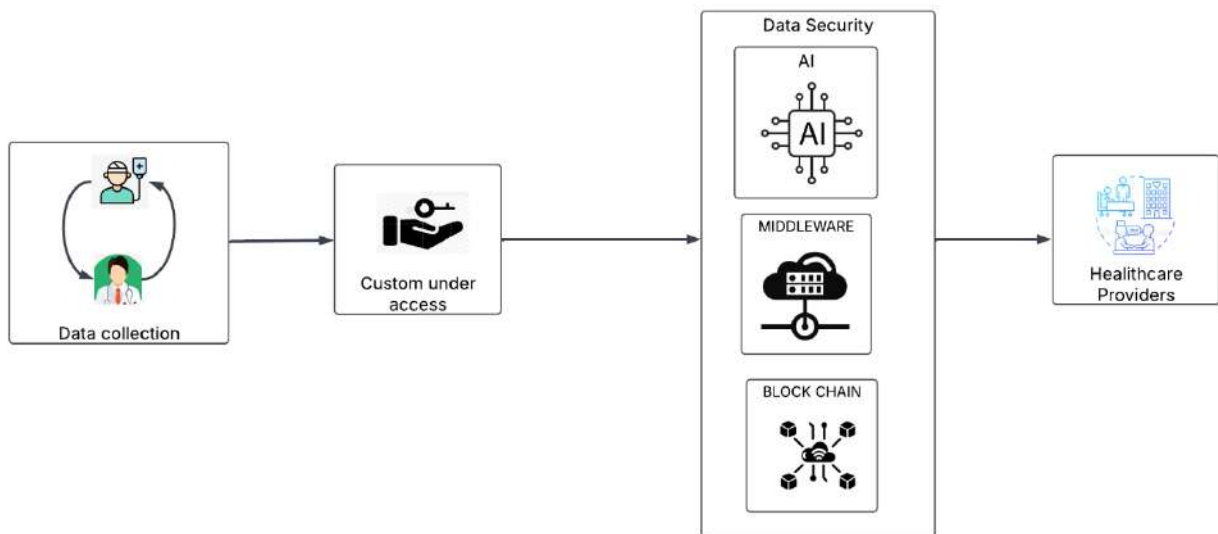 Data collection
Custom under
access
Data Security
AI
AI
MIDDLEWARE
BLOCK CHAIN
Healthcare
Providers